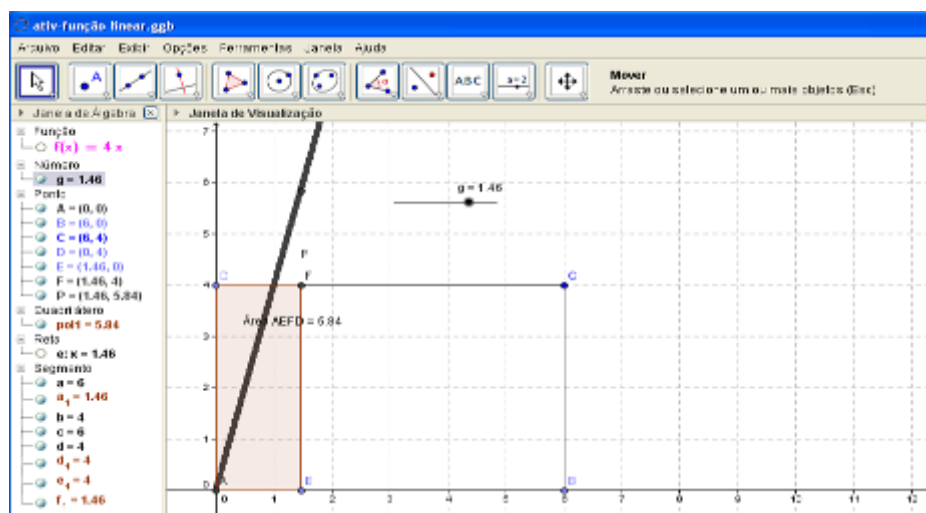 ativ-função linear.ggb
Arquivo Editar Exibir Opções Ferramentas Janela Ajuda
A ABC a=2 Mover
Arraste ou selecione um ou mais objetos (Esc)
Janela de Álgebra
Janela de Visualização
Função
f(x) = 4 x
Número
g = 1.46
Ponto
A = (0, 0)
B = (6, 0)
C = (6, 4)
D = (0, 4)
E = (1.46, 0)
F = (1.46, 4)
P = (1.46, 5.84)
Quadrilátero
pol1 = 5.84
Reta
e: x = 1.46
Segmento
a = 6
a₁ = 1.46
b = 4
c = 6
d = 4
d₁ = 4
e₁ = 4
f₁ = 1.46
7
6
g = 1.46
5
P
4
F
C
3
Área AEFD = 5.84
2
1
0
A
E
0 1 2 3 4 5 6 7 8 9 10 11 12